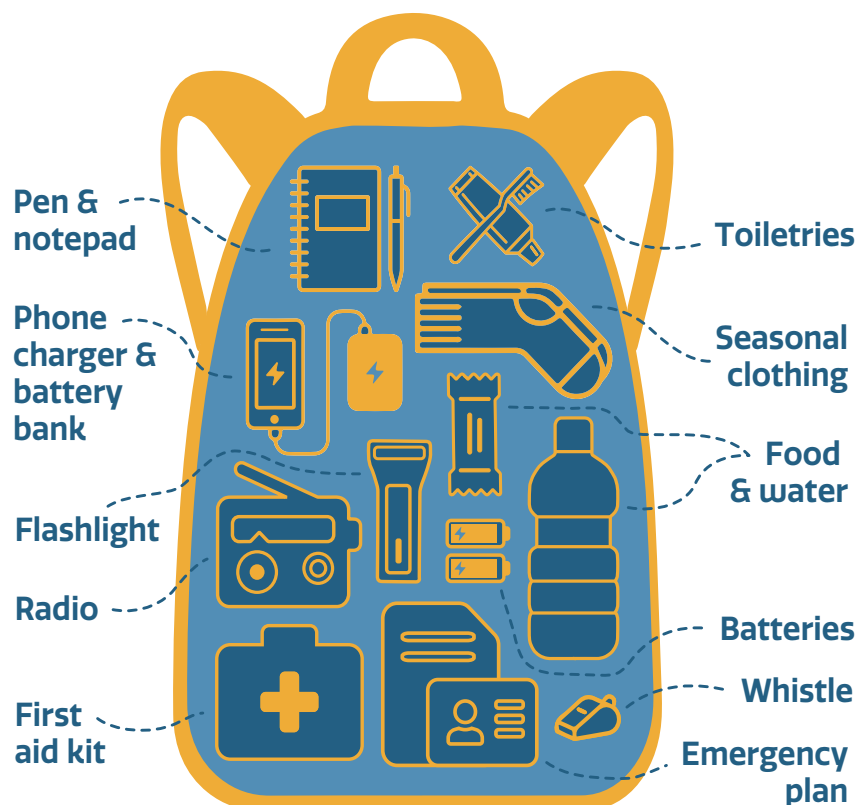 Pen &
notepad
Phone
charger &
battery
bank
Flashlight
Radio
First
aid kit
Toiletries
Seasonal
clothing
Food
& water
Batteries
Whistle
Emergency
plan